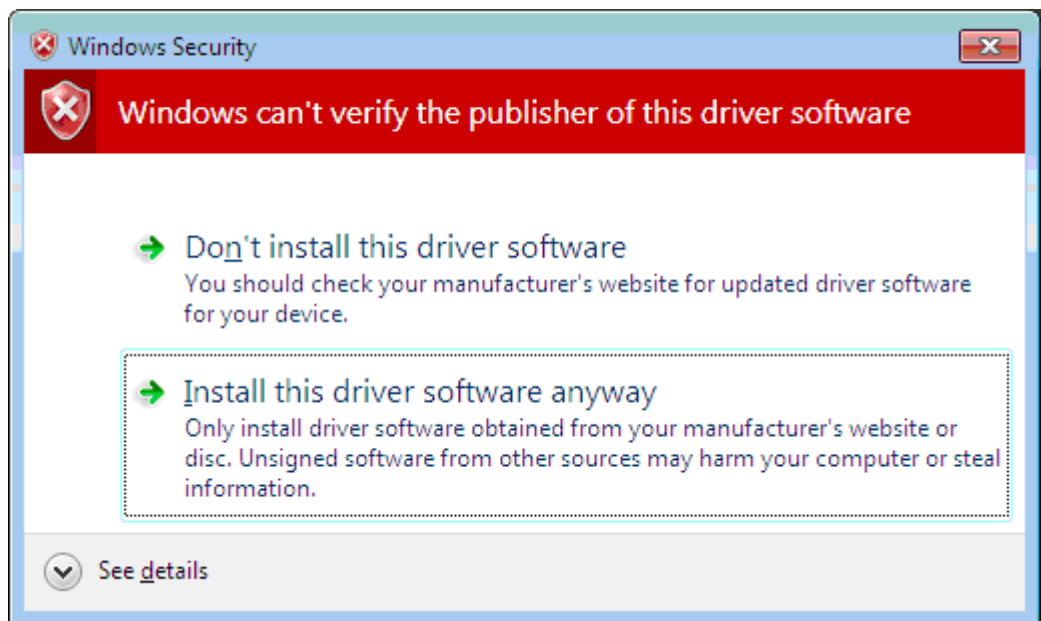 Windows Security
Windows can't verify the publisher of this driver software
Don't install this driver software
You should check your manufacturer's website for updated driver software
for your device.
Install this driver software anyway
Only install driver software obtained from your manufacturer's website or
disc. Unsigned software from other sources may harm your computer or steal
information.
See details